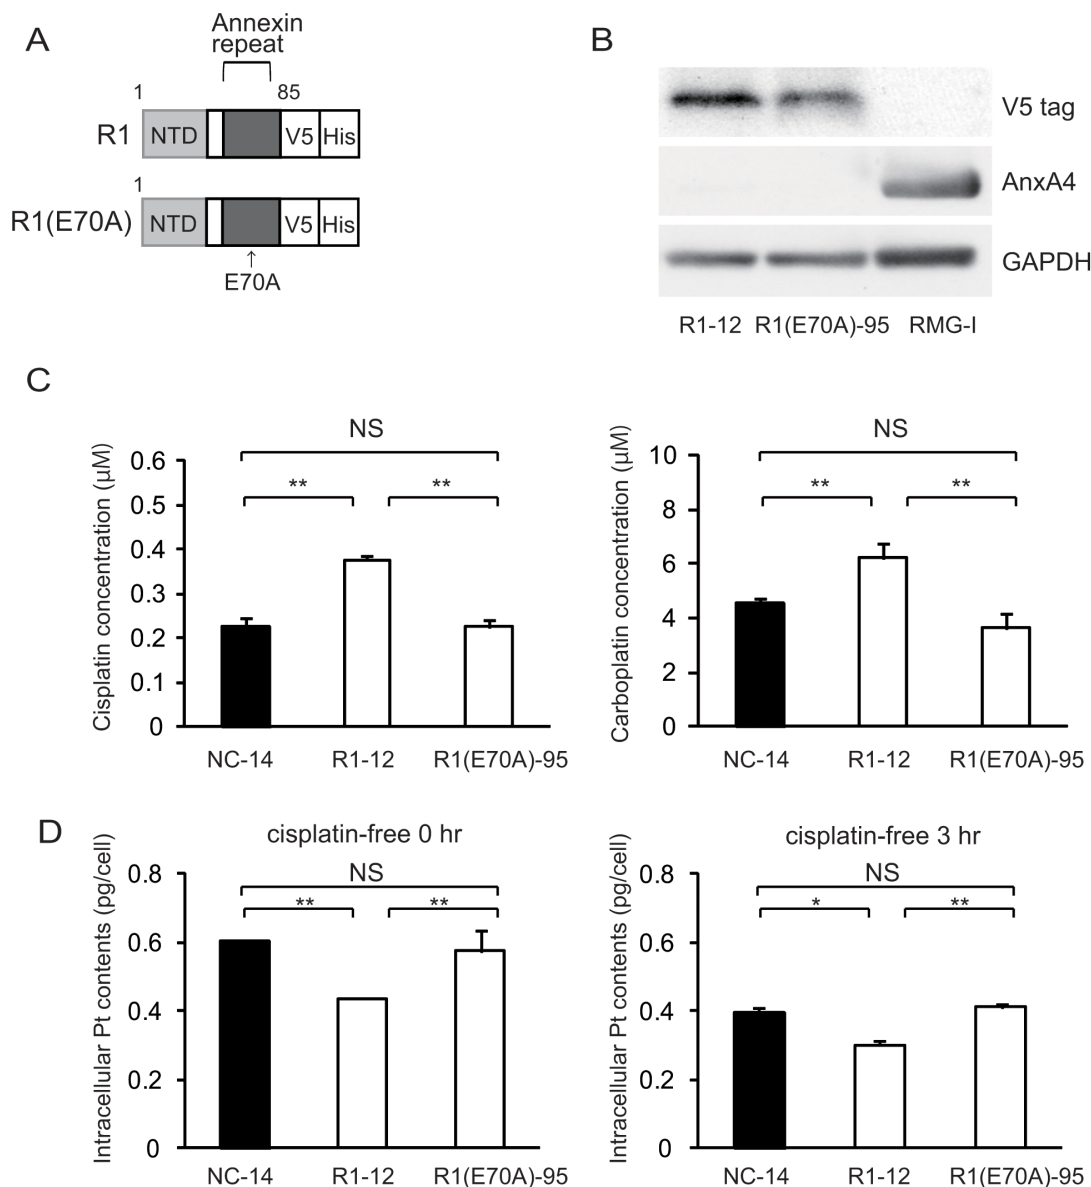 A
Annexin
repeat
1
85
R1
NTD
V5
His
1
R1(E70A)
NTD
V5
His
↑
E70A
B
V5 tag
AnxA4
GAPDH
R1-12 R1(E70A)-95 RMG-I
C
Cisplatin concentration (µM)
0.6
0.5
0.4
0.3
0.2
0.1
0
NS
** **
NC-14 R1-12 R1(E70A)-95
Carboplatin concentration (µM)
10
8
6
4
2
0
NS
** **
NC-14 R1-12 R1(E70A)-95
D
cisplatin-free 0 hr
Intracellular Pt contents (pg/cell)
0.8
0.6
0.4
0.2
0
NS
** **
NC-14 R1-12 R1(E70A)-95
cisplatin-free 3 hr
Intracellular Pt contents (pg/cell)
0.8
0.6
0.4
0.2
0
NS
* **
NC-14 R1-12 R1(E70A)-95